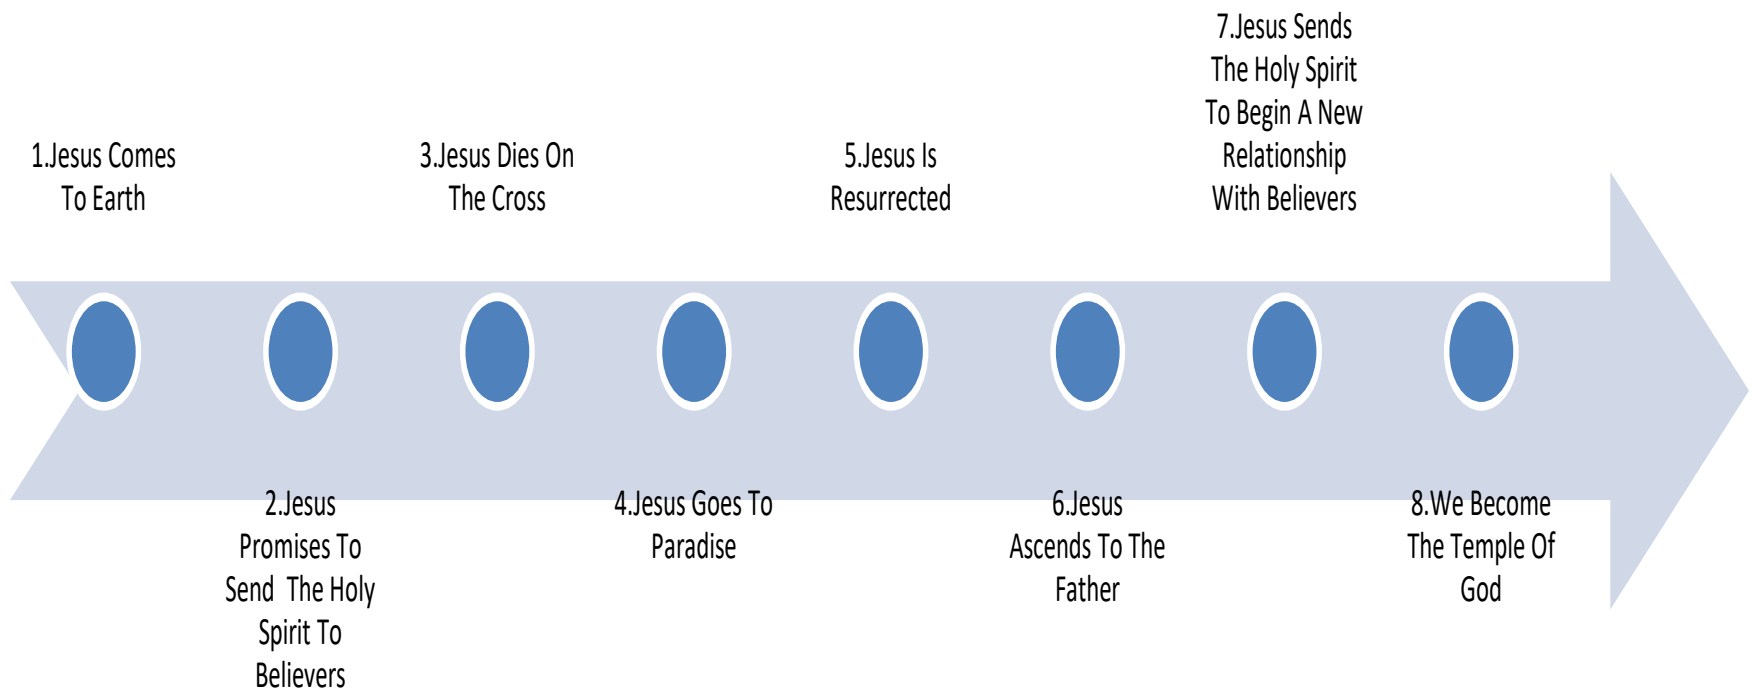 1.Jesus Comes
To Earth
2.Jesus
Promises To
Send  The Holy
Spirit To
Believers
3.Jesus Dies On
The Cross
4.Jesus Goes To
Paradise
5.Jesus Is
Resurrected
6.Jesus
Ascends To The
Father
7.Jesus Sends
The Holy Spirit
To Begin A New
Relationship
With Believers
8.We Become
The Temple Of
God